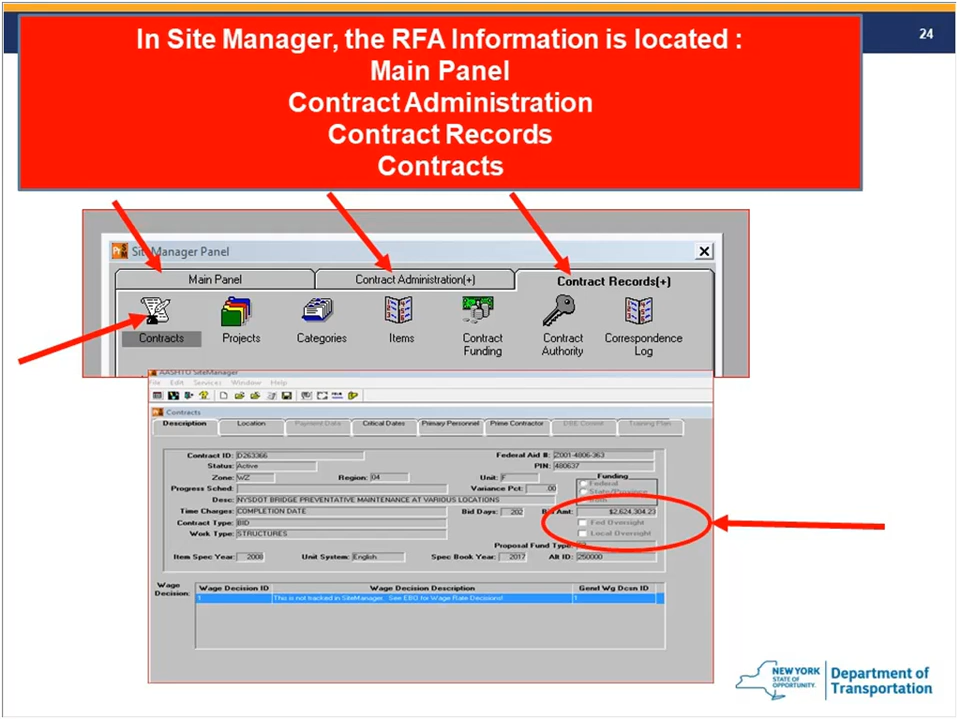 24
In Site Manager, the RFA Information is located :
Main Panel
Contract Administration
Contract Records
Contracts
SiteManager Panel
Main Panel
Contract Administration(+)
Contract Records(+)
Contracts
Projects
Categories
Items
Contract Funding
Contract Authority
Correspondence Log
AASHTO SiteManager
File Edit Services Window Help
Contracts
Description Location Payment Data Critical Dates Primary Personnel Prime Contractor DBE Commit Training Plan
Contract ID: D263366 Federal Aid #: Z001-4806-363
Status: Active PIN: 480637
Zone: WZ Region: 04 Unit: F Funding
Progress Sched: Variance Pct: .00 Federal
State/Province
Desc: NYSDOT BRIDGE PREVENTATIVE MAINTENANCE AT VARIOUS LOCATIONS
Time Charges: COMPLETION DATE Bid Days: 202 Amt: $2,624,304.23
Contract Type: BID Fed Oversight
Work Type: STRUCTURES Local Oversight
Proposal Fund Type:
Item Spec Year: 2008 Unit System: English Spec Book Year: 2017 Alt ID: 250000
Wage Decision:
Wage Decision ID Wage Decision Description Genrl Wg Dcsn ID
1 This is not tracked in SiteManager. See EBO for Wage Rate Decisions! 1
NEW YORK
STATE OF
OPPORTUNITY.
Department of
Transportation